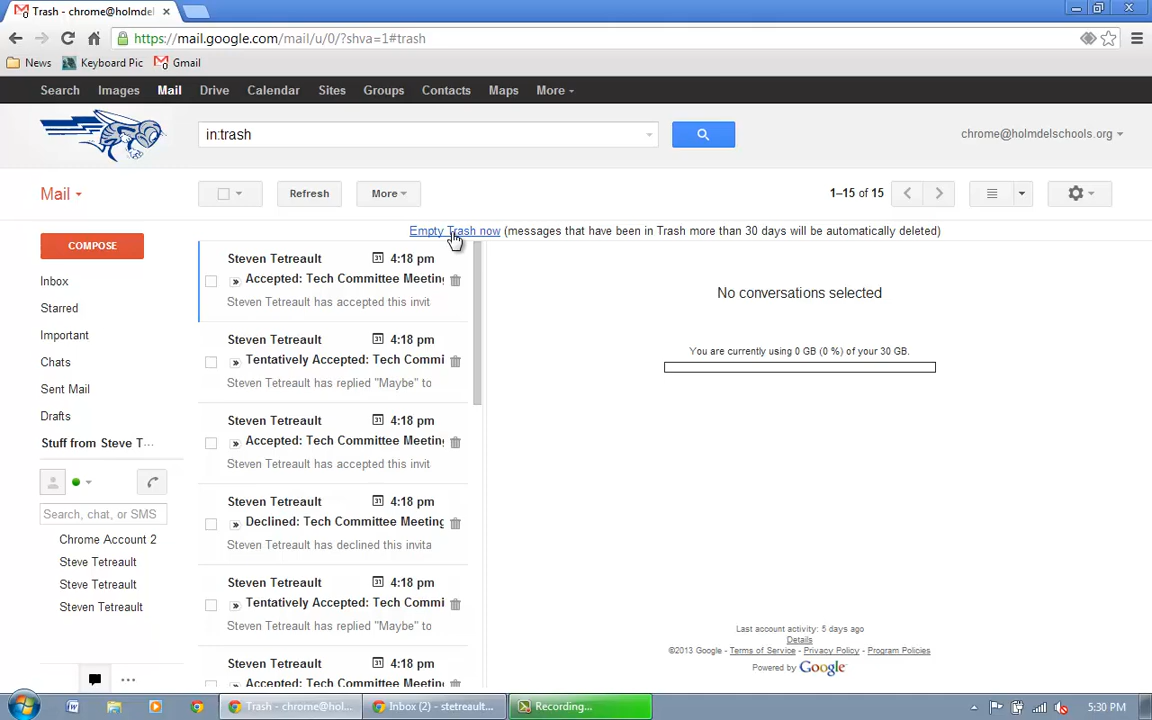 Trash - chrome@holmdel ×
https://mail.google.com/mail/u/0/?shva=1#trash
News Keyboard Pic Gmail
Search Images Mail Drive Calendar Sites Groups Contacts Maps More
in:trash
chrome@holmdelschools.org
Mail
Refresh
More
1–15 of 15
Empty Trash now (messages that have been in Trash more than 30 days will be automatically deleted)
COMPOSE
Inbox
Starred
Important
Chats
Sent Mail
Drafts
Stuff from Steve T…
Search, chat, or SMS
Chrome Account 2
Steve Tetreault
Steve Tetreault
Steven Tetreault
Steven Tetreault 31 4:18 pm
» Accepted: Tech Committee Meeting
Steven Tetreault has accepted this invit
Steven Tetreault 31 4:18 pm
» Tentatively Accepted: Tech Commi
Steven Tetreault has replied "Maybe" to
Steven Tetreault 31 4:18 pm
» Accepted: Tech Committee Meeting
Steven Tetreault has accepted this invit
Steven Tetreault 31 4:18 pm
» Declined: Tech Committee Meeting
Steven Tetreault has declined this invita
Steven Tetreault 31 4:18 pm
» Tentatively Accepted: Tech Commi
Steven Tetreault has replied "Maybe" to
Steven Tetreault 31 4:18 pm
» Accepted: Tech Committee Meeting
No conversations selected
You are currently using 0 GB (0 %) of your 30 GB.
Last account activity: 5 days ago
Details
©2013 Google - Terms of Service - Privacy Policy - Program Policies
Powered by Google
Trash - chrome@hol...
Inbox (2) - stetreault...
Recording...
5:30 PM